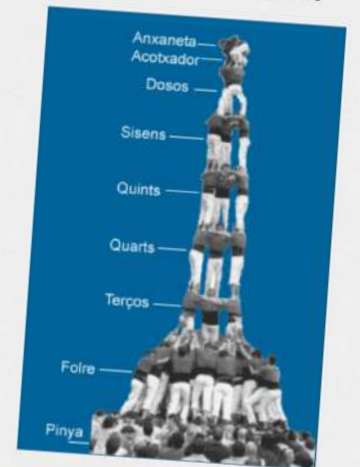 Anxaneta
Acotxador
Dosos
Sisens
Quints
Quarts
Terços
Folre
Pinya